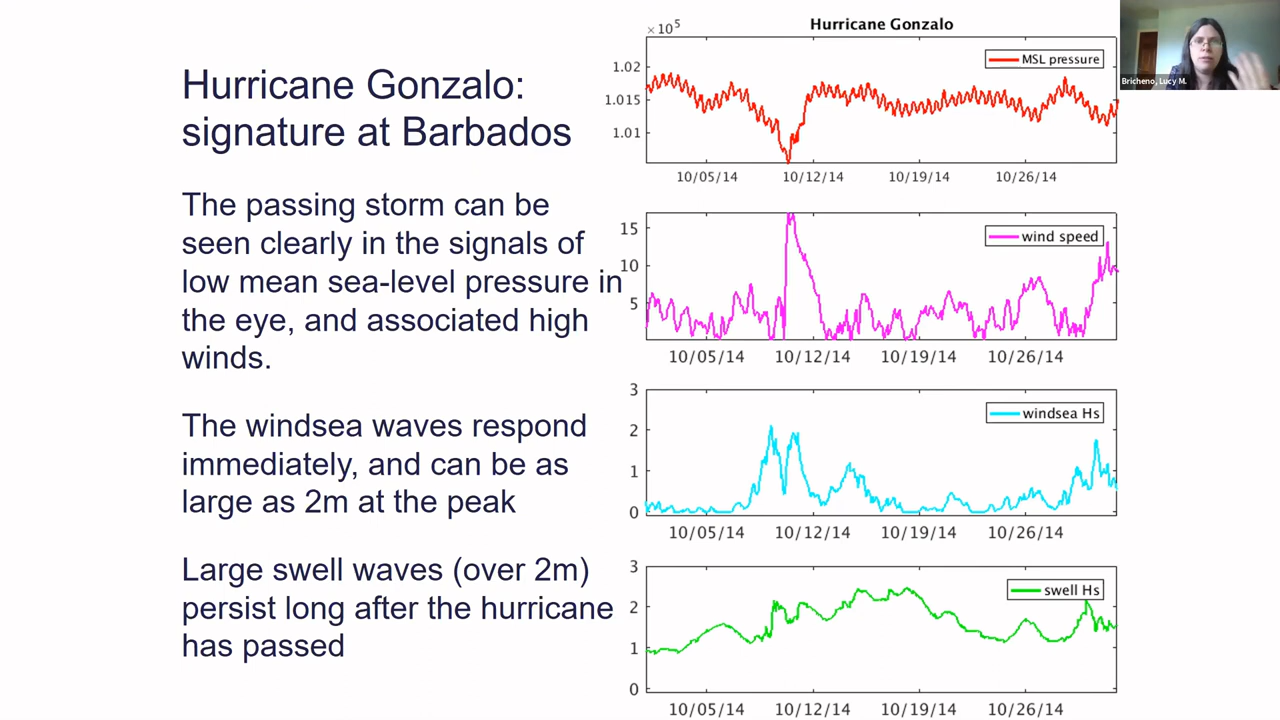 Hurricane Gonzalo:
signature at Barbados
The passing storm can be
seen clearly in the signals of
low mean sea-level pressure in
the eye, and associated high
winds.
The windsea waves respond
immediately, and can be as
large as 2m at the peak
Large swell waves (over 2m)
persist long after the hurricane
has passed
Hurricane Gonzalo
×10^5
MSL pressure
1.02
1.015
1.01
10/05/14 10/12/14 10/19/14 10/26/14
wind speed
15
10
5
10/05/14 10/12/14 10/19/14 10/26/14
windsea Hs
3
2
1
0
10/05/14 10/12/14 10/19/14 10/26/14
swell Hs
3
2
1
0
10/05/14 10/12/14 10/19/14 10/26/14
Bricheno, Lucy M.